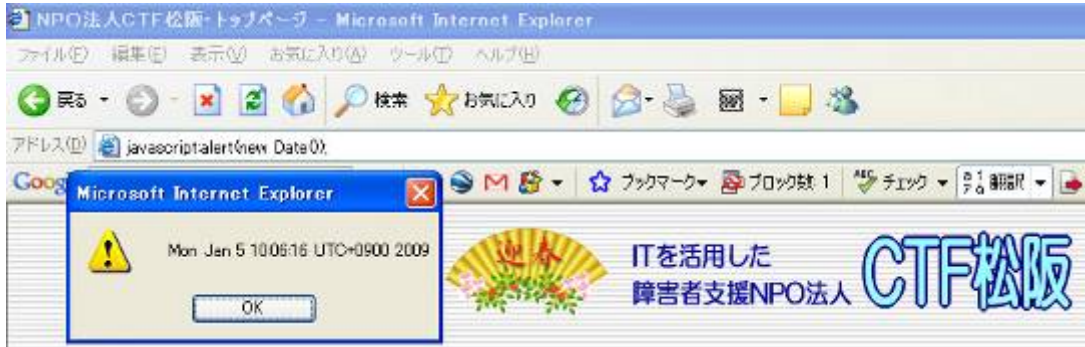 NPO法人CTF松阪・トップページ - Microsoft Internet Explorer
ファイル(F) 編集(E) 表示(V) お気に入り(A) ツール(T) ヘルプ(H)
戻る 検索 お気に入り
アドレス(D) javascript:alert(new Date());
Goog ブックマーク ブロック数: 1 チェック 翻訳
Microsoft Internet Explorer
Mon Jan 5 10:06:16 UTC+0900 2009
OK
迎春
ITを活用した
障害者支援NPO法人
CTF松阪